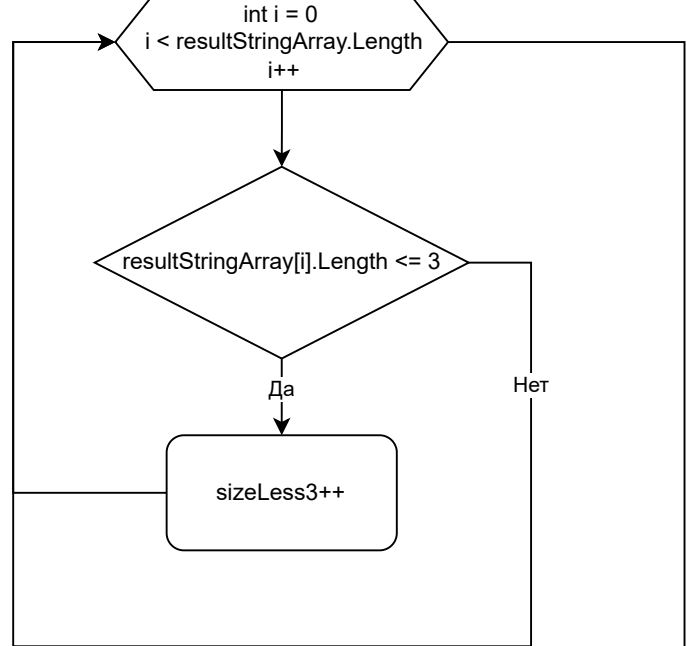 int i = 0
i < resultStringArray.Length
i++
resultStringArray[i].Length <= 3
Да
Нет
sizeLess3++